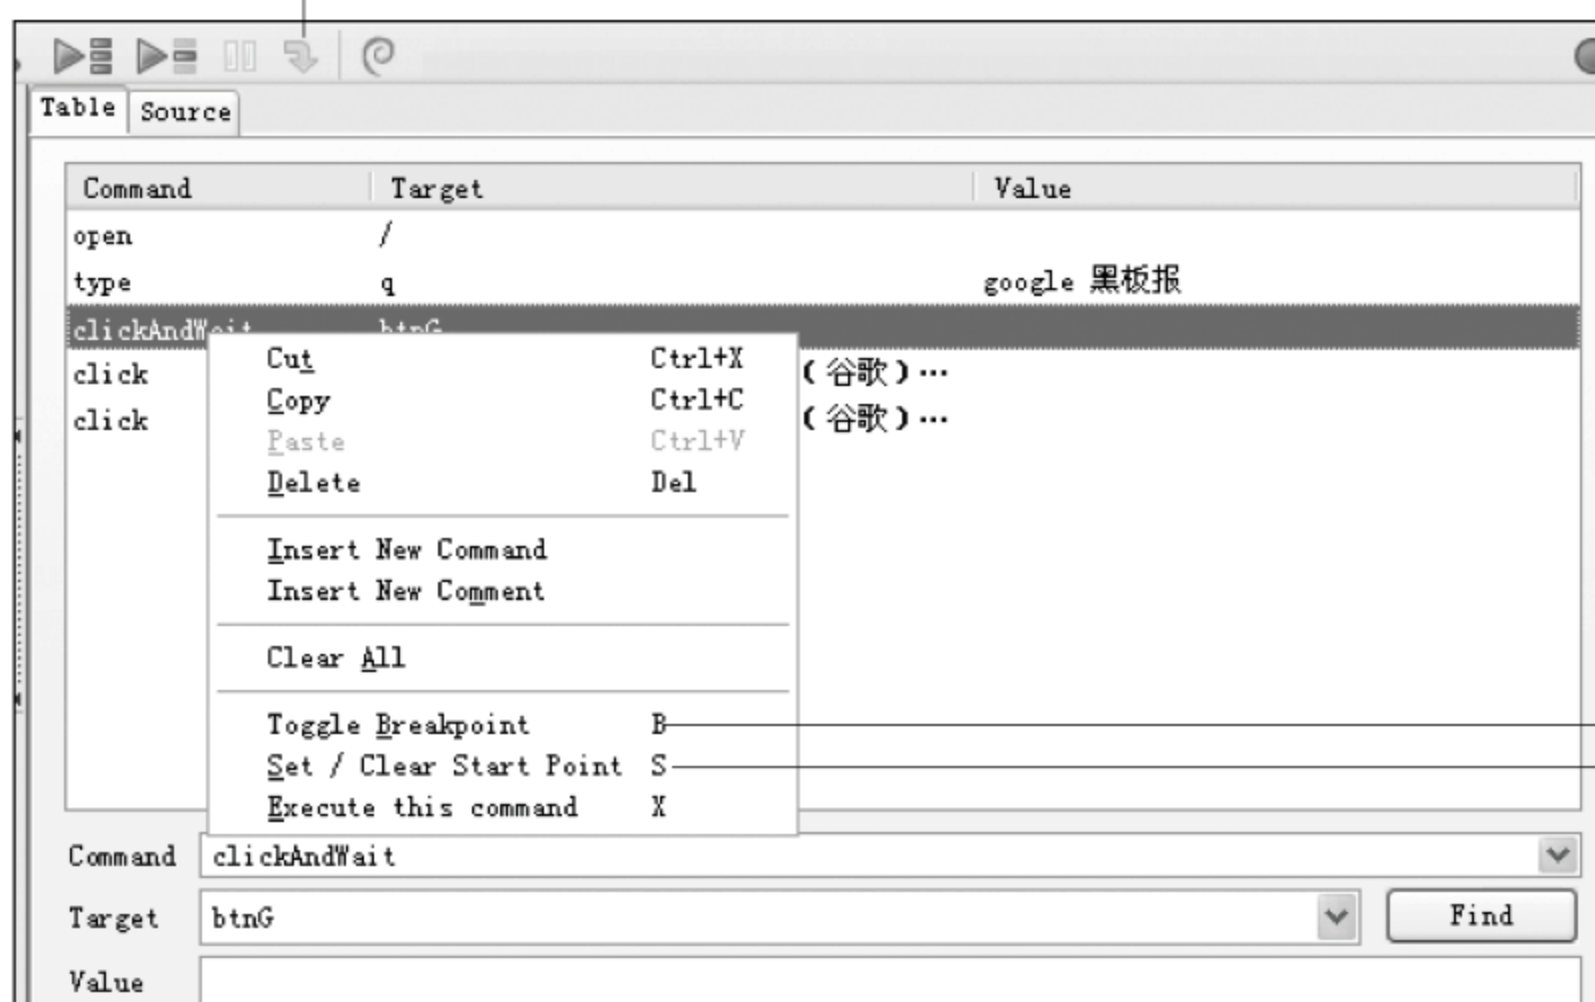 Table Source
Command Target Value
open /
type q google 黑板报
clickAndWait btnG
click (谷歌)…
click (谷歌)…
Cut Ctrl+X
Copy Ctrl+C
Paste Ctrl+V
Delete Del
Insert New Command
Insert New Comment
Clear All
Toggle Breakpoint B
Set / Clear Start Point S
Execute this command X
Command clickAndWait
Target btnG Find
Value